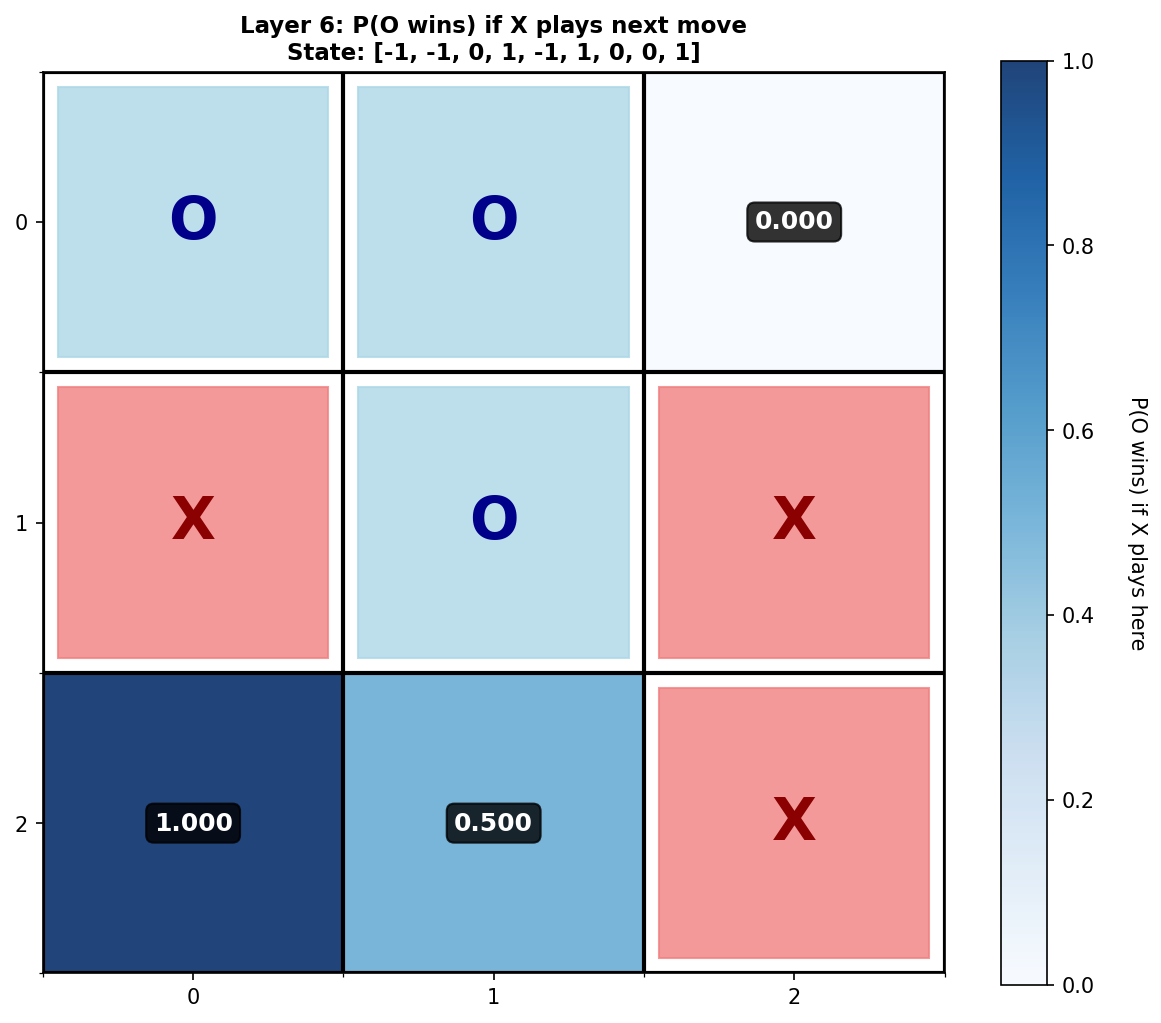 Layer 6: P(O wins) if X plays next move
State: [-1, -1, 0, 1, -1, 1, 0, 0, 1]
0
O
O
0.000
1
X
O
X
2
1.000
0.500
X
0
1
2
1.0
0.8
0.6
0.4
0.2
0.0
P(O wins) if X plays here